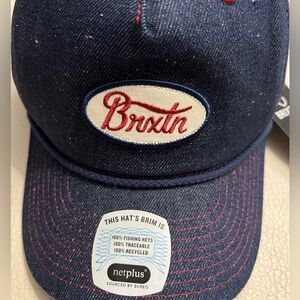 Brxtn
THIS HAT'S BRIM IS
100% FISHING NETS
100% TRACEABLE
100% RECYCLED
netplus®
SOURCED BY BUREO